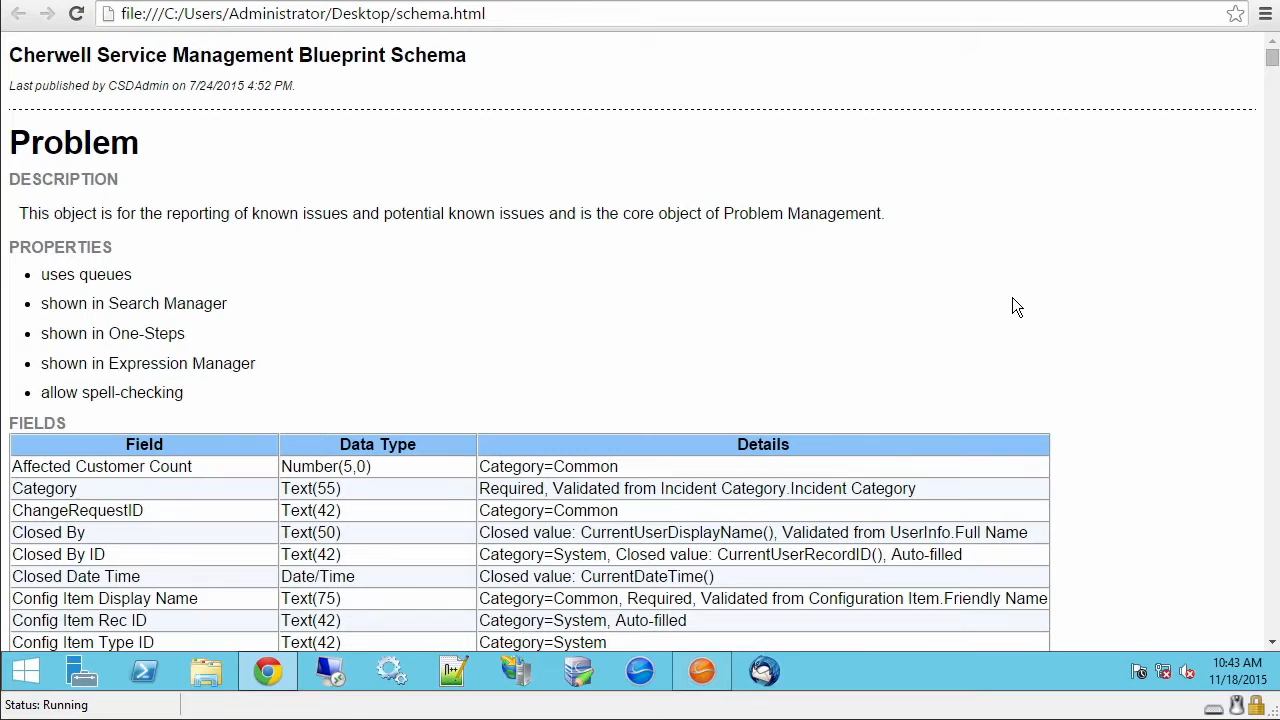 file:///C:/Users/Administrator/Desktop/schema.html
Cherwell Service Management Blueprint Schema
Last published by CSDAdmin on 7/24/2015 4:52 PM.
Problem
DESCRIPTION
This object is for the reporting of known issues and potential known issues and is the core object of Problem Management.
PROPERTIES
• uses queues
• shown in Search Manager
• shown in One-Steps
• shown in Expression Manager
• allow spell-checking
FIELDS
Field Data Type Details
Affected Customer Count Number(5,0) Category=Common
Category Text(55) Required, Validated from Incident Category.Incident Category
ChangeRequestID Text(42) Category=Common
Closed By Text(50) Closed value: CurrentUserDisplayName(), Validated from UserInfo.Full Name
Closed By ID Text(42) Category=System, Closed value: CurrentUserRecordID(), Auto-filled
Closed Date Time Date/Time Closed value: CurrentDateTime()
Config Item Display Name Text(75) Category=Common, Required, Validated from Configuration Item.Friendly Name
Config Item Rec ID Text(42) Category=System, Auto-filled
Config Item Type ID Text(42) Category=System
10:43 AM
11/18/2015
Status: Running